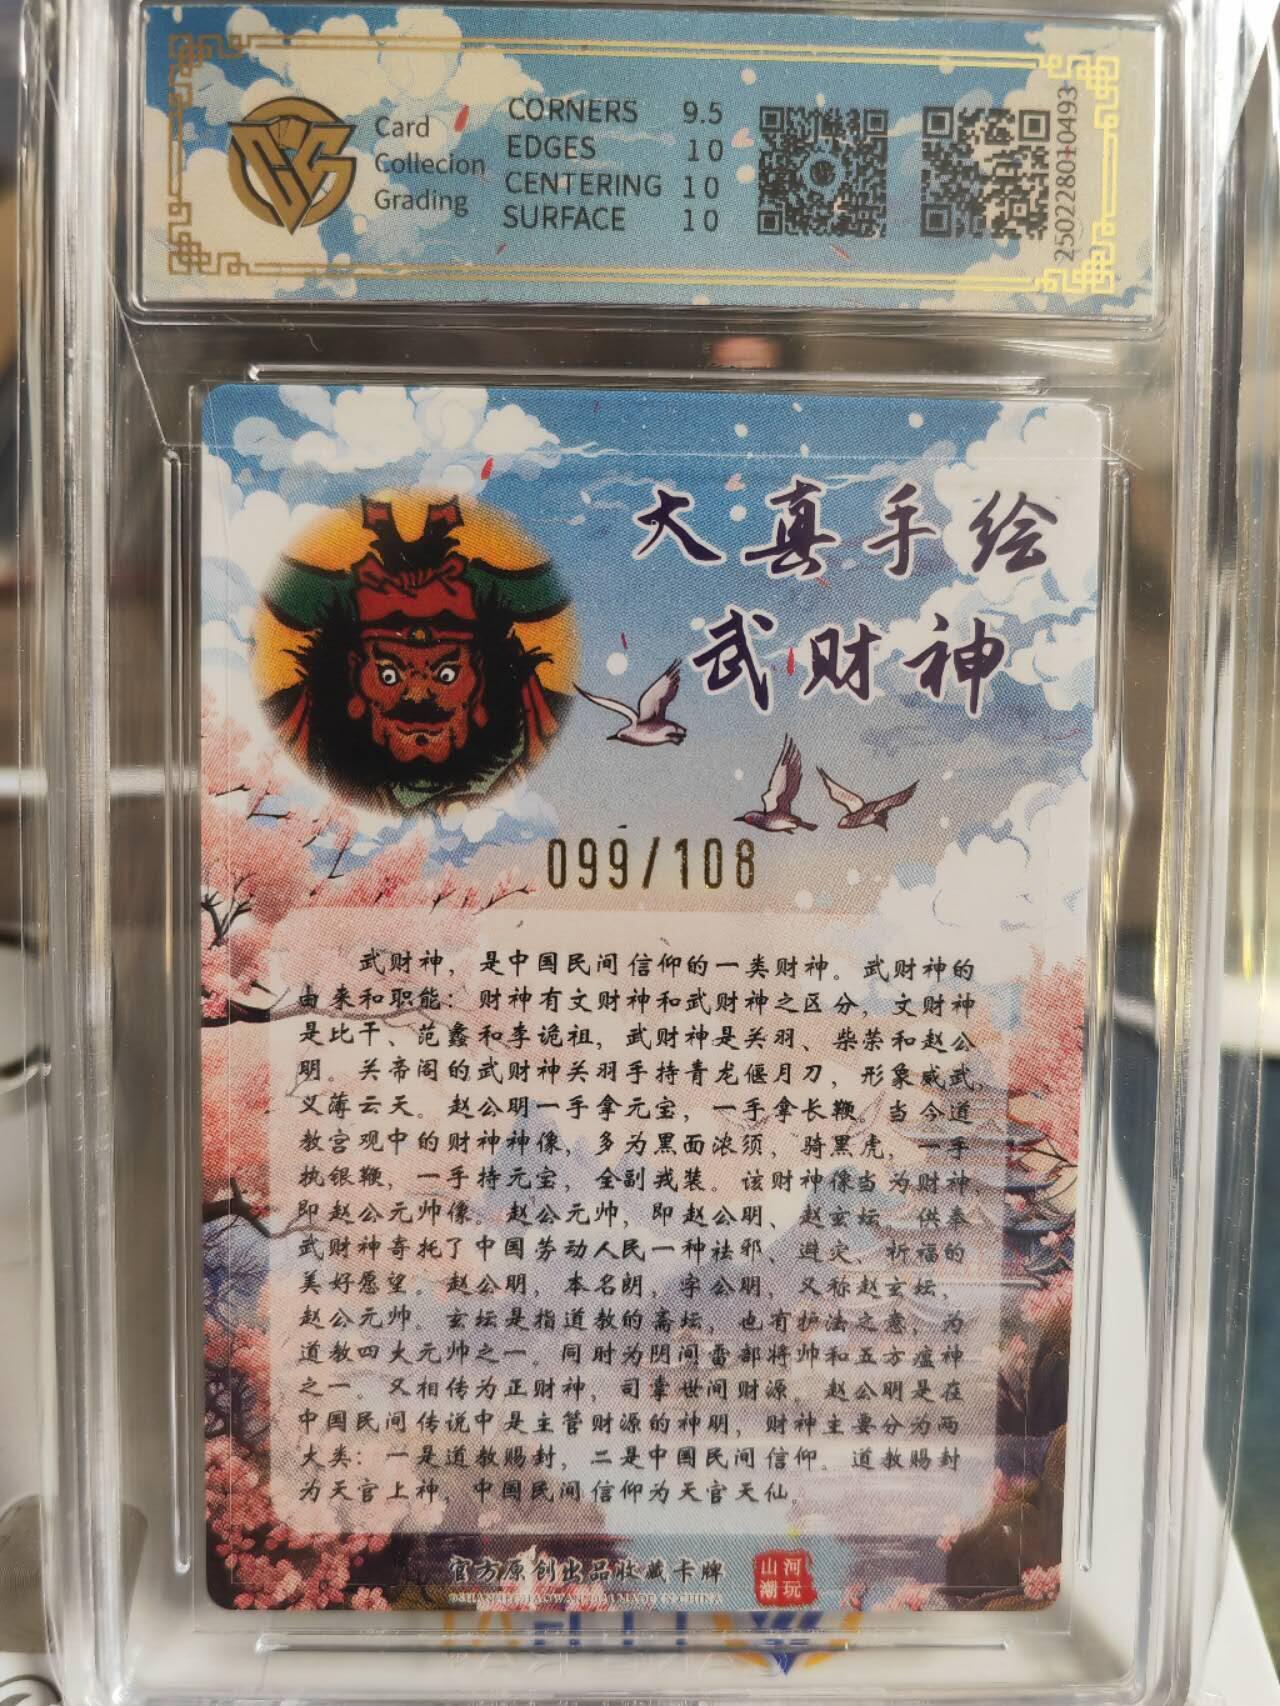 Card
Collecion
Grading
CORNERS 9.5
EDGES 10
CENTERING 10
SURFACE 10
250228010493
大真手绘
武财神
099/108
武财神，是中国民间信仰的一类财神。武财神的
由来和职能：财神有文财神和武财神之区分，文财神
是比干、范蠡和李诡祖，武财神是关羽、柴荣和赵公
明。关帝阁的武财神关羽手持青龙偃月刀，形象威武，
义薄云天。赵公明一手拿元宝，一手拿长鞭。当今道
教宫观中的财神神像，多为黑面浓须，骑黑虎，一手
执银鞭，一手持元宝，全副戎装。该财神像当为财神，
即赵公元帅像。赵公元帅，即赵公明、赵玄坛，供奉
武财神寄托了中国劳动人民一种祛邪、避灾、祈福的
美好愿望。赵公明，本名朗，字公明，又称赵玄坛，
赵公元帅。玄坛是指道教的斋坛，也有护法之意，为
道教四大元帅之一。同时为阴间雷部将帅和五方瘟神
之一。又相传为正财神，司掌世间财源。赵公明是在
中国民间传说中是主管财源的神明，财神主要分为两
大类：一是道教赐封，二是中国民间信仰。道教赐封
为天官上神，中国民间信仰为天官天仙。
官方原创出品收藏卡牌
山河
潮玩